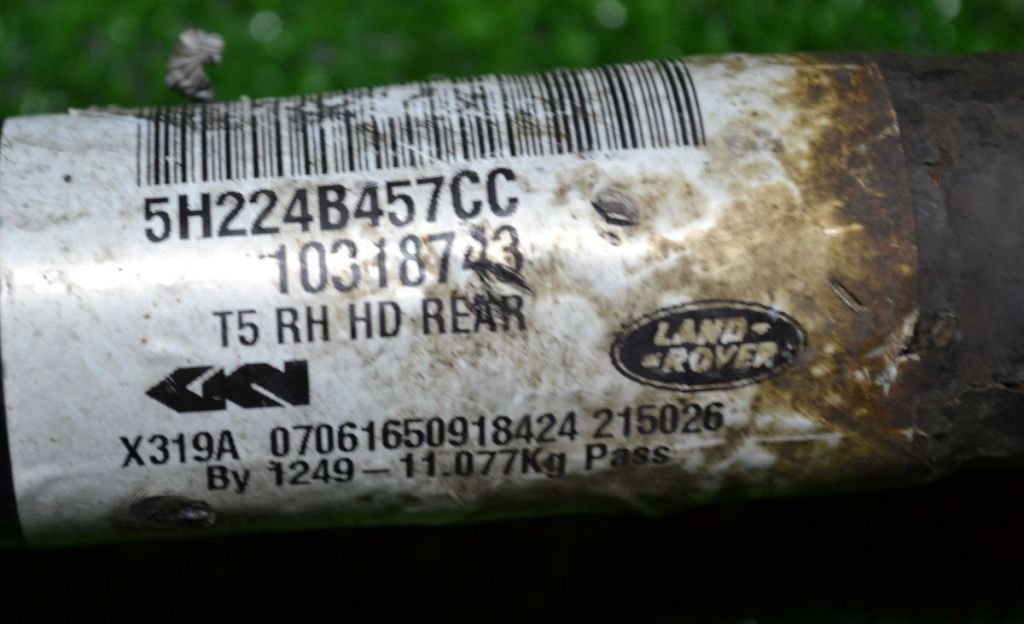 5H224B457CC
10318743
T5 RH HD REAR
GKN
LAND
ROVER
X319A 07061650918424 215026
By 1249-11.077Kg Pass